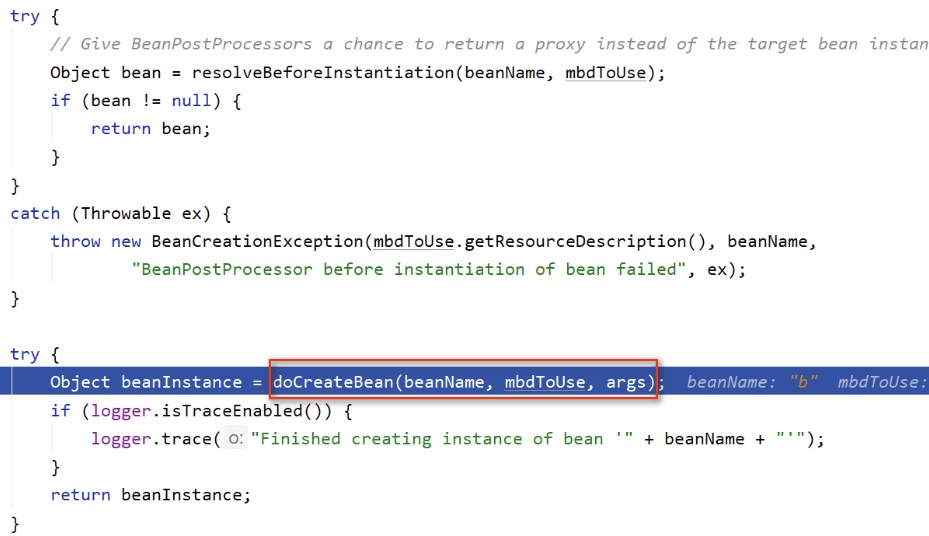 try {
// Give BeanPostProcessors a chance to return a proxy instead of the target bean instan
Object bean = resolveBeforeInstantiation(beanName, mbdToUse);
if (bean != null) {
return bean;
}
}
catch (Throwable ex) {
throw new BeanCreationException(mbdToUse.getResourceDescription(), beanName,
"BeanPostProcessor before instantiation of bean failed", ex);
}
try {
Object beanInstance = doCreateBean(beanName, mbdToUse, args); beanName: "b" mbdToUse:
if (logger.isTraceEnabled()) {
logger.trace( o: "Finished creating instance of bean '" + beanName + "'");
}
return beanInstance;
}